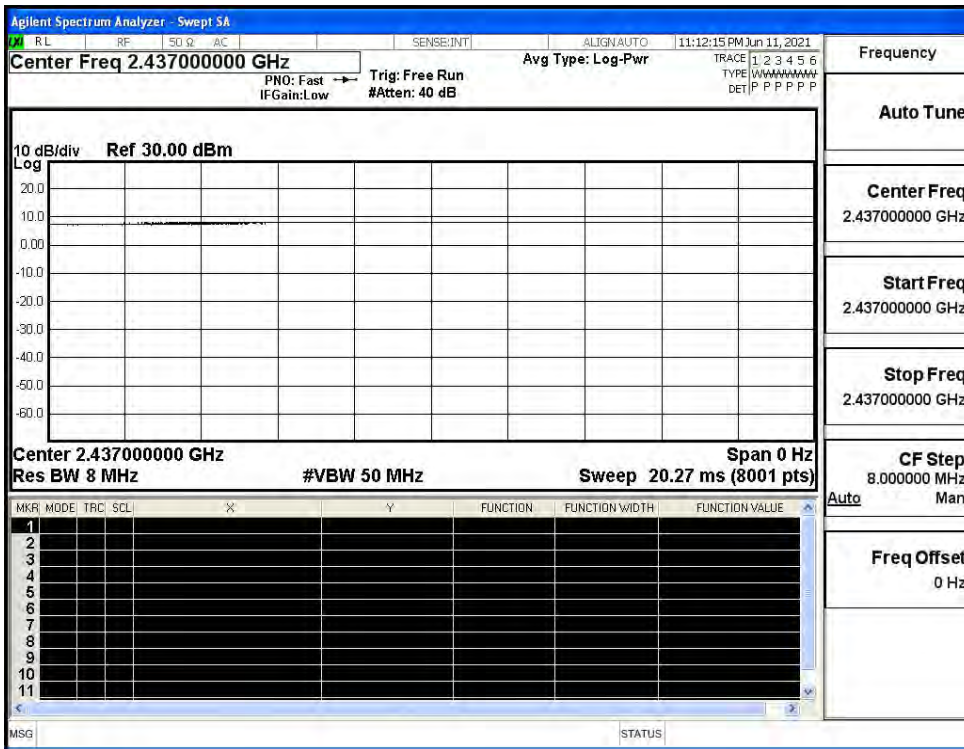 Agilent Spectrum Analyzer - Swept SA
LXI RL RF 50 Ω AC SENSE:INT ALIGNAUTO 11:12:15 PM Jun 11, 2021
Center Freq 2.437000000 GHz
PNO: Fast
IFGain:Low
Trig: Free Run
#Atten: 40 dB
Avg Type: Log-Pwr
TRACE 1 2 3 4 5 6
TYPE WWWWWW
DET P P P P P P
10 dB/div Ref 30.00 dBm
Log
20.0
10.0
0.00
-10.0
-20.0
-30.0
-40.0
-50.0
-60.0
Center 2.437000000 GHz Span 0 Hz
Res BW 8 MHz #VBW 50 MHz Sweep 20.27 ms (8001 pts)
MKR MODE TRC SCL X Y FUNCTION FUNCTION WIDTH FUNCTION VALUE
1
2
3
4
5
6
7
8
9
10
11
MSG STATUS
Frequency
Auto Tune
Center Freq
2.437000000 GHz
Start Freq
2.437000000 GHz
Stop Freq
2.437000000 GHz
CF Step
8.000000 MHz
Auto Man
Freq Offset
0 Hz